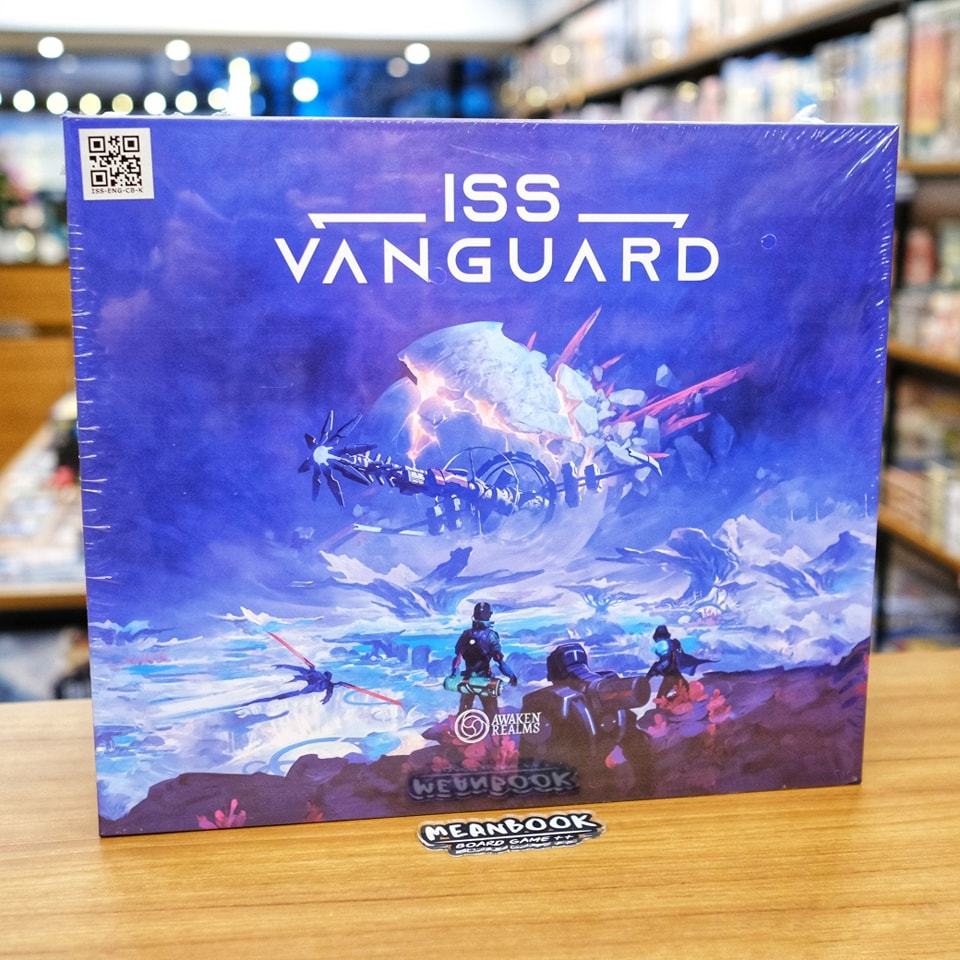 ISS-ENG-CB-K
ISS
VANGUARD
AWAKEN
REALMS
MEANBOOK
MEANBOOK
BOARD GAME ++